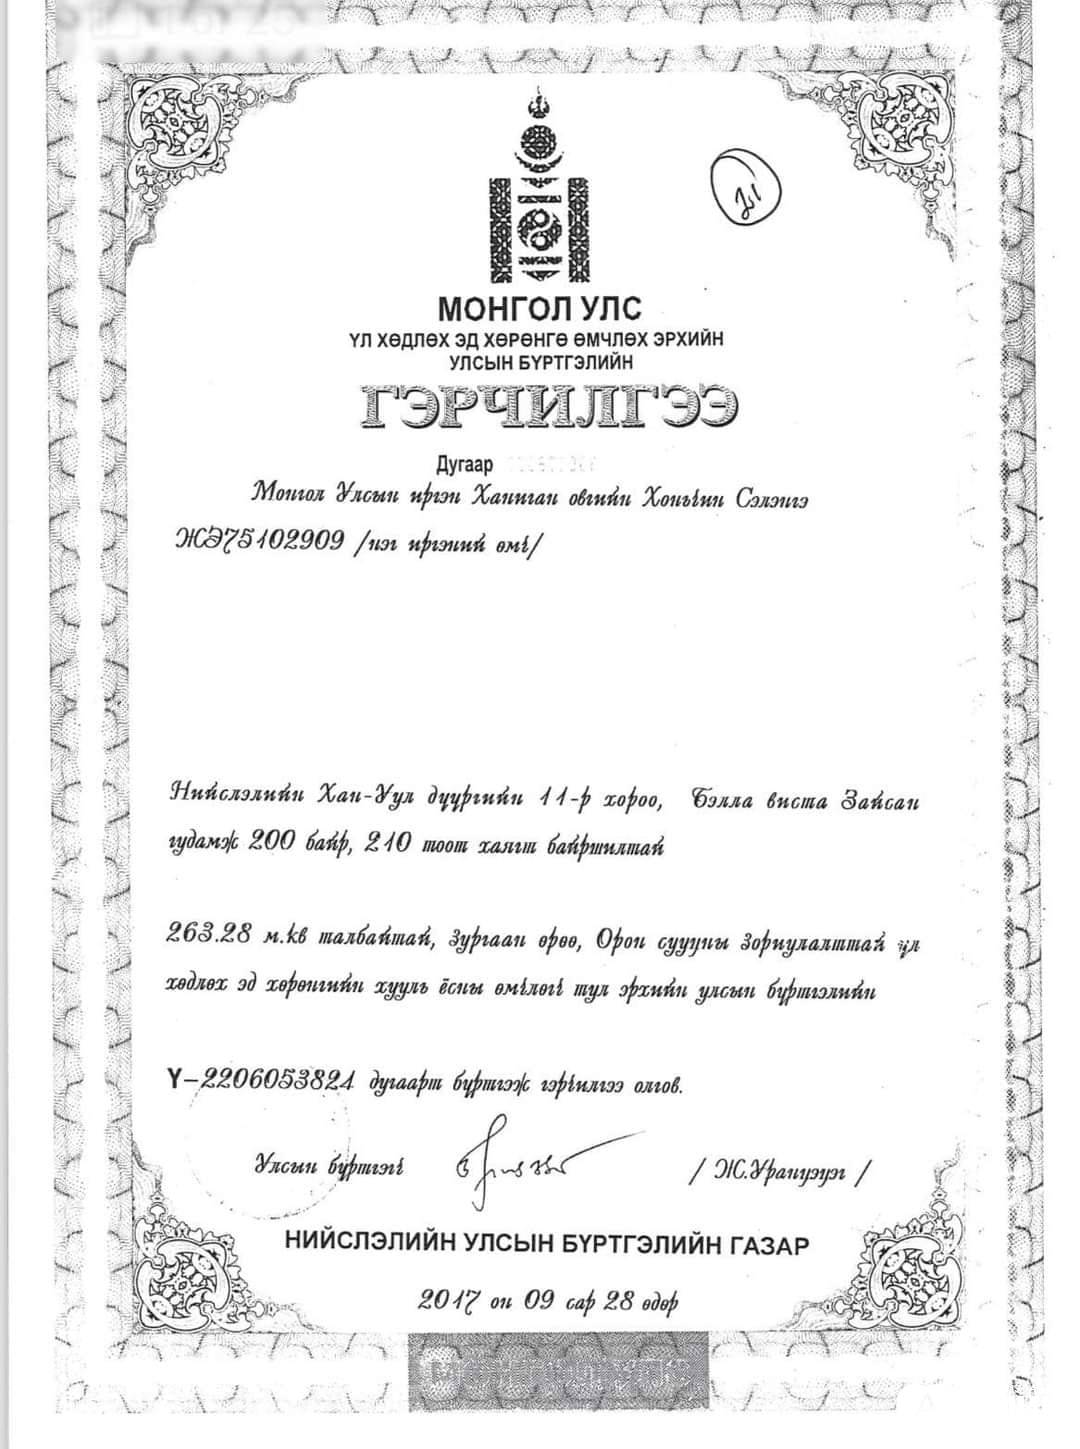 МОНГОЛ УЛС
ҮЛ ХӨДЛӨХ ЭД ХӨРӨНГӨ ӨМЧЛӨХ ЭРХИЙН
УЛСЫН БҮРТГЭЛИЙН
ГЭРЧИЛГЭЭ
Дугаар
Монгол Улсын иргэн Ханиган овгийн Хоньчин Сэлэнгэ
ЖЭ75102909 /нэг иргэний өмч/
Нийслэлийн Хан-Уул дүүргийн 11-р хороо, Бэлла виста Зайсан
гудамж 200 байр, 210 тоот хаягт байршилтай
263.28 м.кв талбайтай, Зургаан өрөө, Орон сууцны зориулалттай үл
хөдлөх эд хөрөнгийн хууль ёсны өмчлөгч тул эрхийн улсын бүртгэлийн
Ү-2206053824 дугаарт бүртгэж гэрчилгээ олгов.
Улсын бүртгэгч / Ж.Уранцэцэг /
НИЙСЛЭЛИЙН УЛСЫН БҮРТГЭЛИЙН ГАЗАР
2017 он 09 сар 28 өдөр